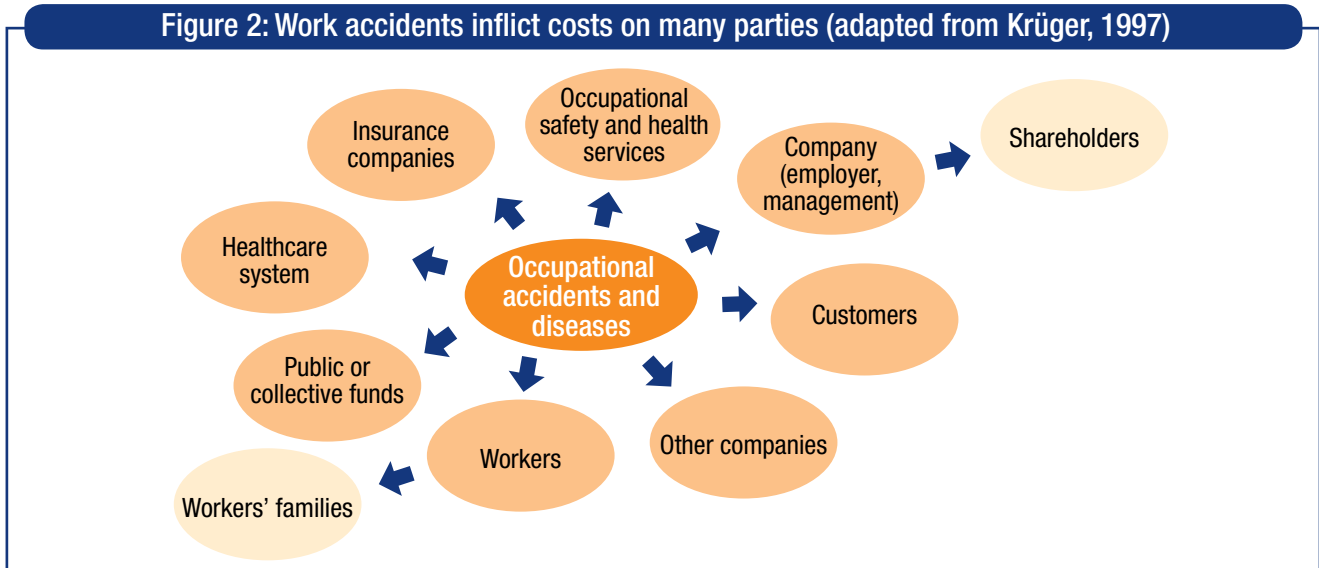 Figure 2: Work accidents inflict costs on many parties (adapted from Krüger, 1997)
Occupational
safety and health
services
Insurance
companies
Company
(employer,
management)
Shareholders
Healthcare
system
Occupational
accidents and
diseases
Customers
Public or
collective funds
Workers
Other companies
Workers’ families